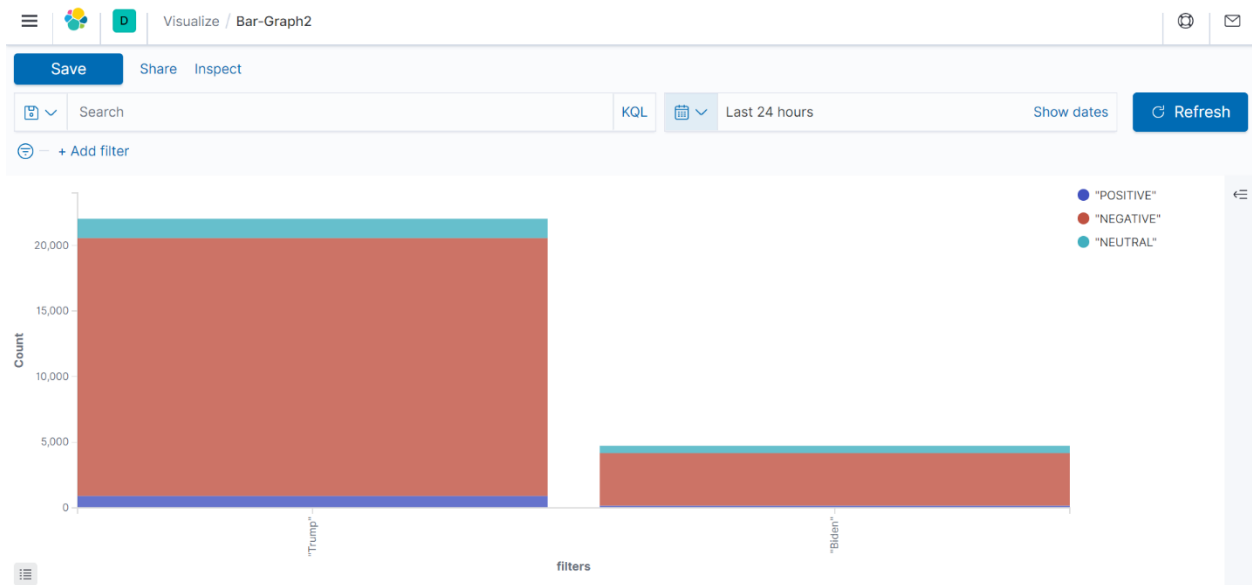 D Visualize / Bar-Graph2
Save Share Inspect
Search KQL Last 24 hours Show dates Refresh
+ Add filter
"POSITIVE"
"NEGATIVE"
"NEUTRAL"
Count
20,000
15,000
10,000
5,000
0
"Trump"
"Biden"
filters